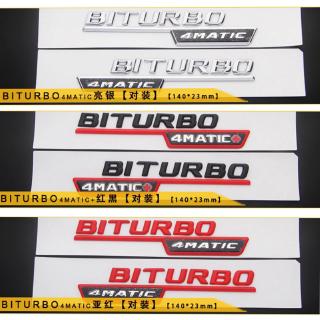 BITURBO
4MATIC
BITURBO
4MATIC
BITURBO4MATIC亮银【对装】【140*23mm】
BITURBO
4MATIC+
BITURBO
4MATIC+
BITURBO4MATIC+红黑【对装】【140*23mm】
BITURBO
4MATIC
BITURBO
4MATIC
BITURBO4MATIC亚红【对装】【140*23mm】